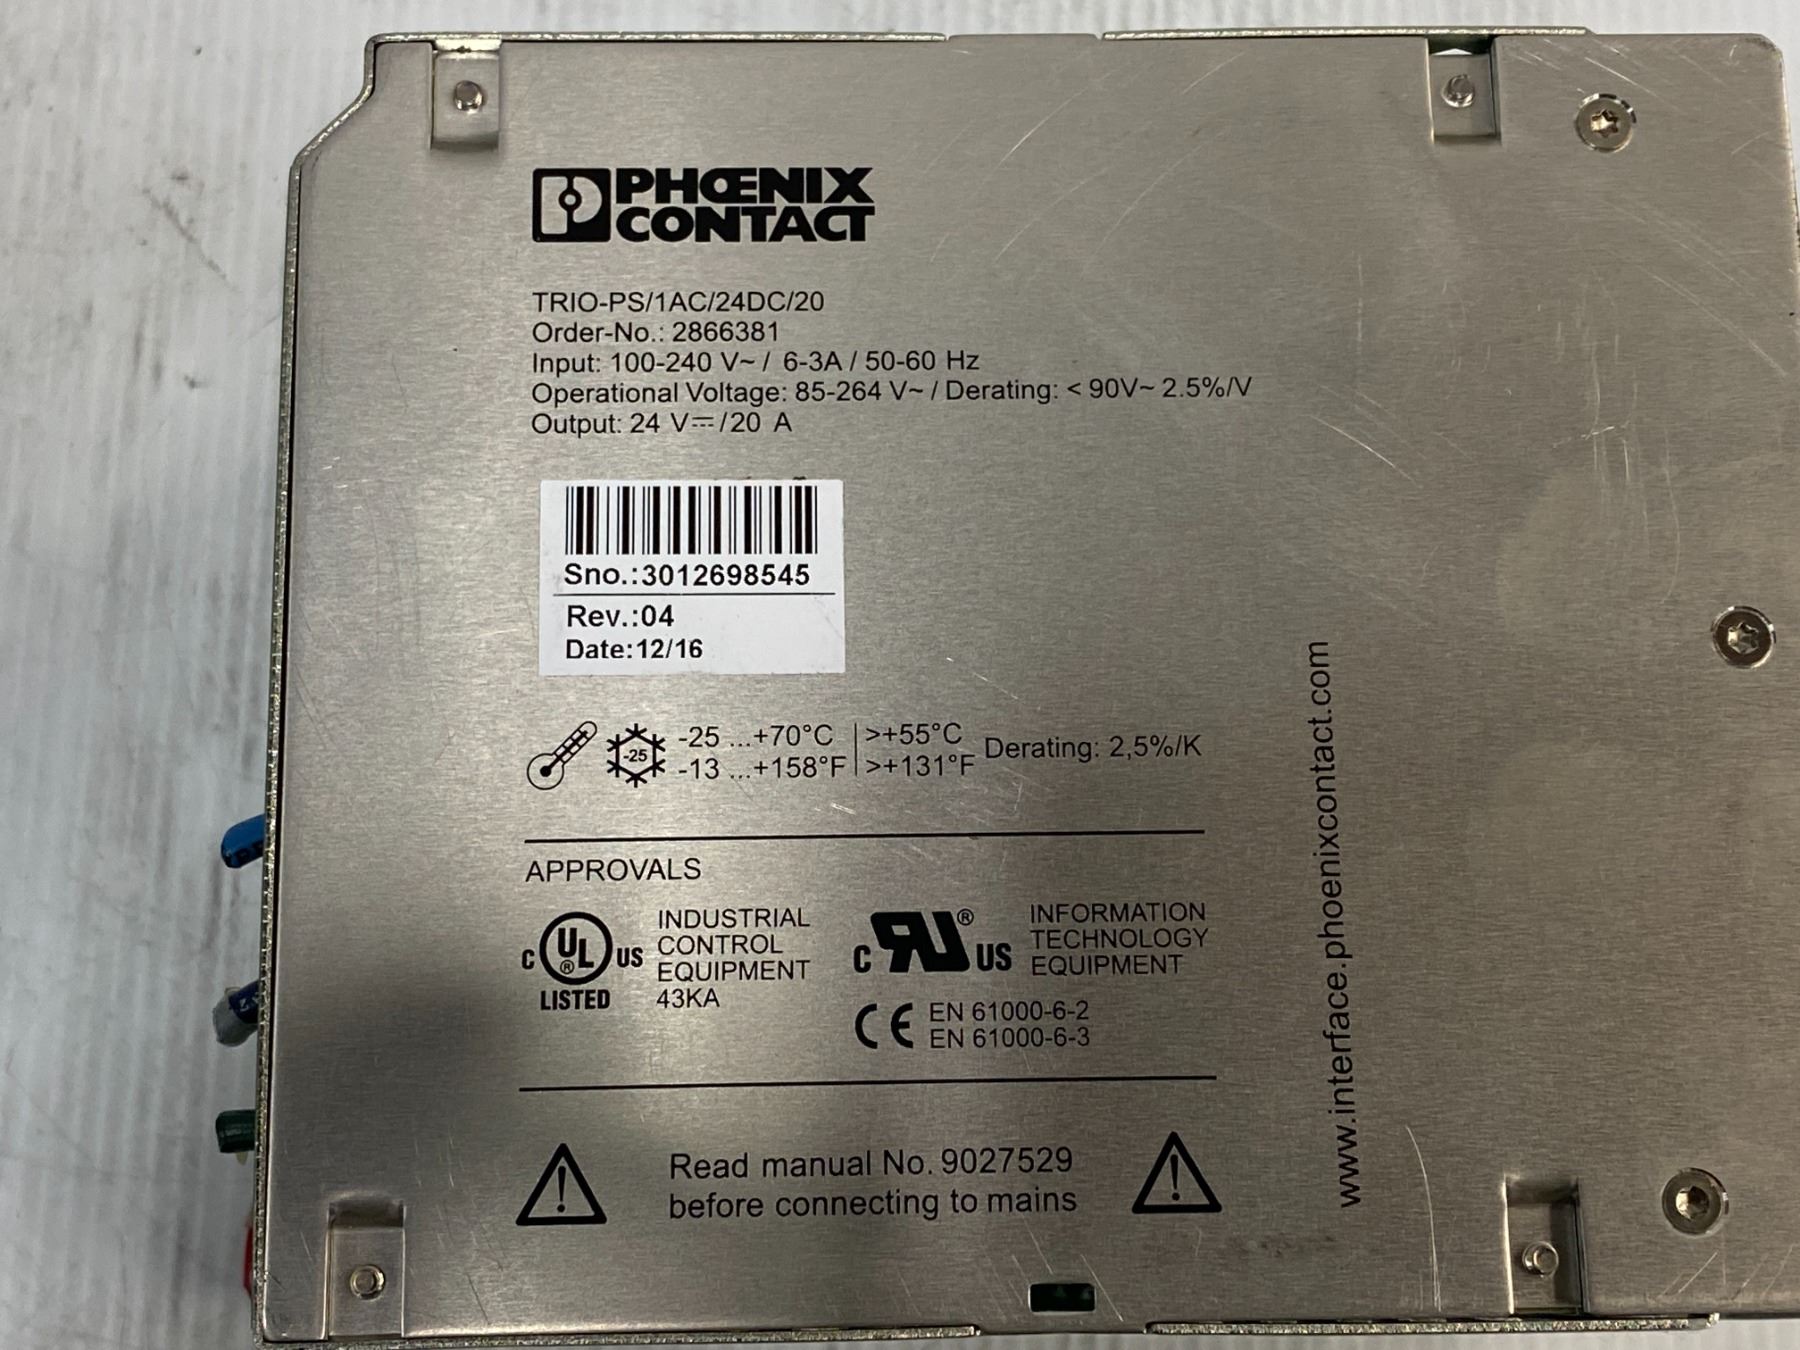 PHŒNIX
CONTACT
TRIO-PS/1AC/24DC/20
Order-No.: 2866381
Input: 100-240 V~ / 6-3A / 50-60 Hz
Operational Voltage: 85-264 V~ / Derating: < 90V~ 2.5%/V
Output: 24 V⎓ / 20 A
Sno.:3012698545
Rev.:04
Date:12/16
-25
-25 ...+70°C >+55°C
-13 ...+158°F >+131°F
Derating: 2,5%/K
APPROVALS
C UL ® US
LISTED
INDUSTRIAL
CONTROL
EQUIPMENT
43KA
C RU ® US
INFORMATION
TECHNOLOGY
EQUIPMENT
CE
EN 61000-6-2
EN 61000-6-3
! Read manual No. 9027529 !
before connecting to mains
www.interface.phoenixcontact.com